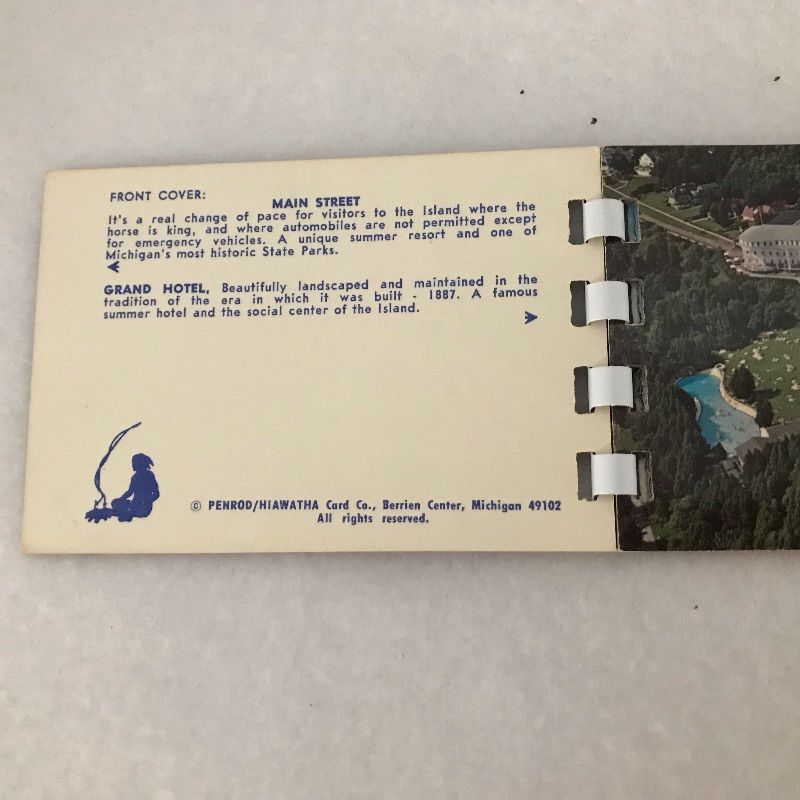 FRONT COVER:
MAIN STREET
It's a real change of pace for visitors to the Island where the
horse is king, and where automobiles are not permitted except
for emergency vehicles. A unique summer resort and one of
Michigan's most historic State Parks.
GRAND HOTEL, Beautifully landscaped and maintained in the
tradition of the era in which it was built - 1887. A famous
summer hotel and the social center of the Island.
© PENROD/HIAWATHA Card Co., Berrien Center, Michigan 49102
All rights reserved.